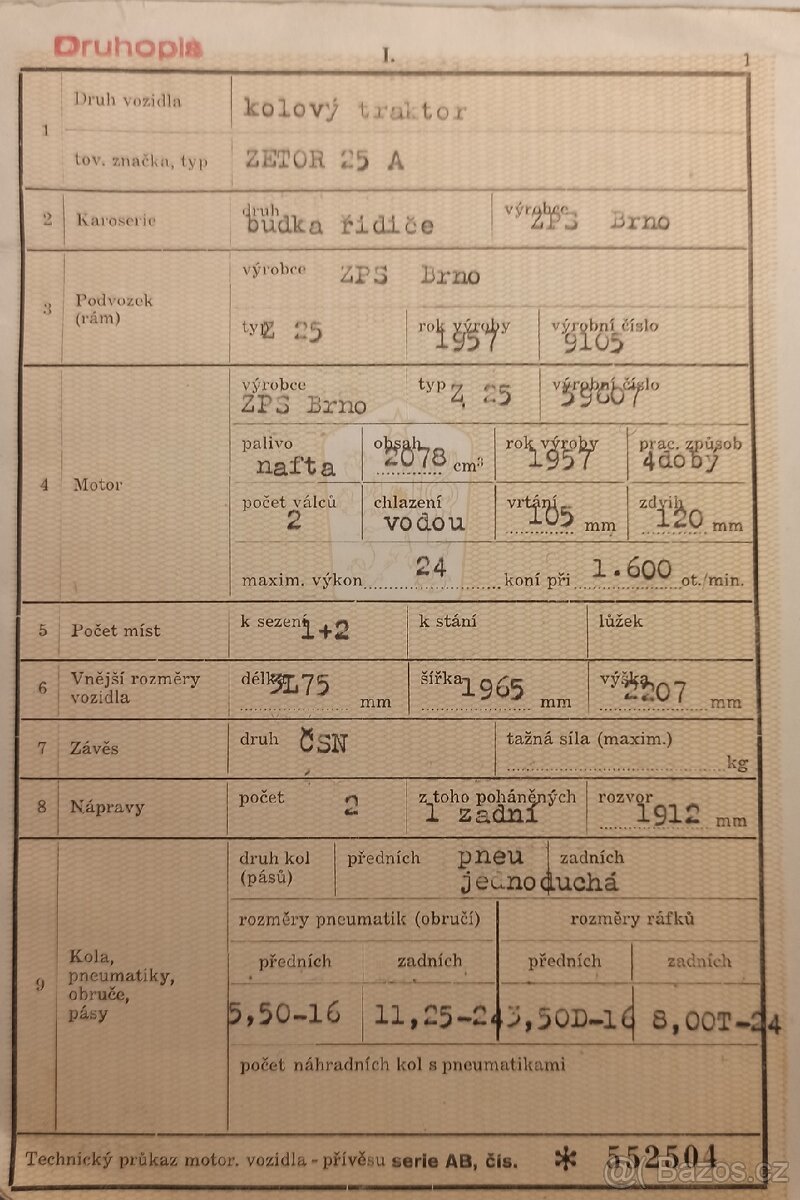 Druhopis
I.
1
1
Druh vozidla
kolový traktor
tov. značka, typ
ZETOR 25 A
2
Karoserie
druh
budka řidiče
výrobce
ZPS Brno
3
Podvozek
(rám)
výrobce
ZPS Brno
typ
Z 25
rok výroby
1957
výrobní číslo
9105
4
Motor
výrobce
ZPS Brno
typ
Z 25
výrobní číslo
palivo
nafta
obsah
2078 cm³
rok výroby
1957
prac. způsob
4dobý
počet válců
2
chlazení
vodou
vrtání
105 mm
zdvih
120 mm
maxim. výkon 24 koní při 1.600 ot./min.
5
Počet míst
k sezení
1+2
k stání
lůžek
6
Vnější rozměry
vozidla
délka
mm
šířka
1965 mm
výška
2207 mm
7
Závěs
druh
ČSN
tažná síla (maxim.)
kg
8
Nápravy
počet
2
z toho poháněných
1 zadní
rozvor
1912 mm
9
Kola,
pneumatiky,
obruče,
pásy
druh kol
(pásů)
předních
pneu
zadních
jednoduchá
rozměry pneumatik (obručí)
rozměry ráfků
předních
zadních
předních
zadních
5,50-16
11,25-24
3,50D-16
8,00T-24
počet náhradních kol s pneumatikami
Technický průkaz motor. vozidla - přívěsu serie AB, čís. * 552504
@Bazos.cz